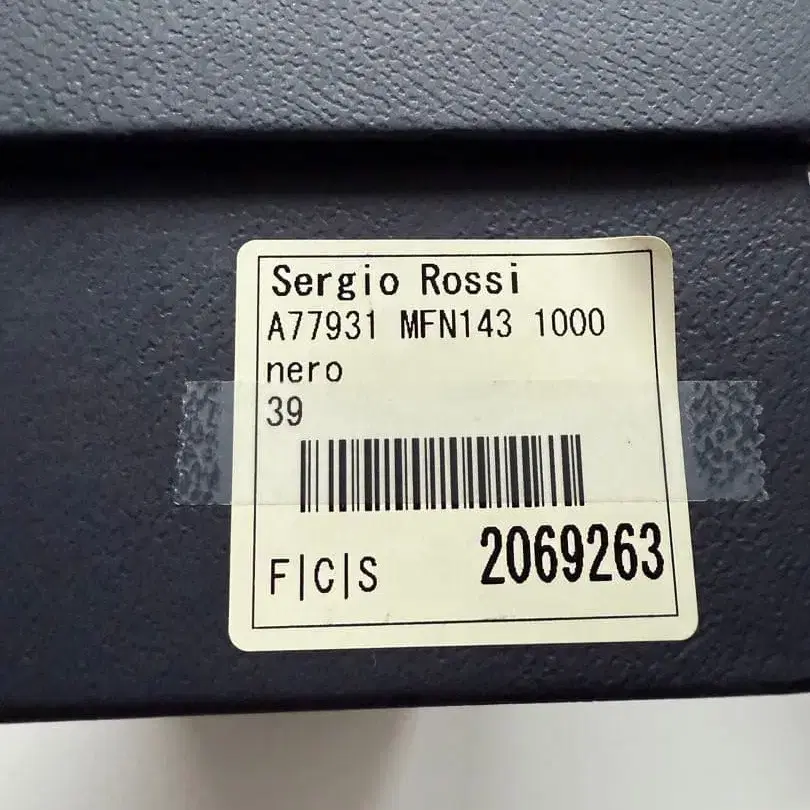 Sergio Rossi
A77931 MFN143 1000
nero
39
F|C|S 2069263